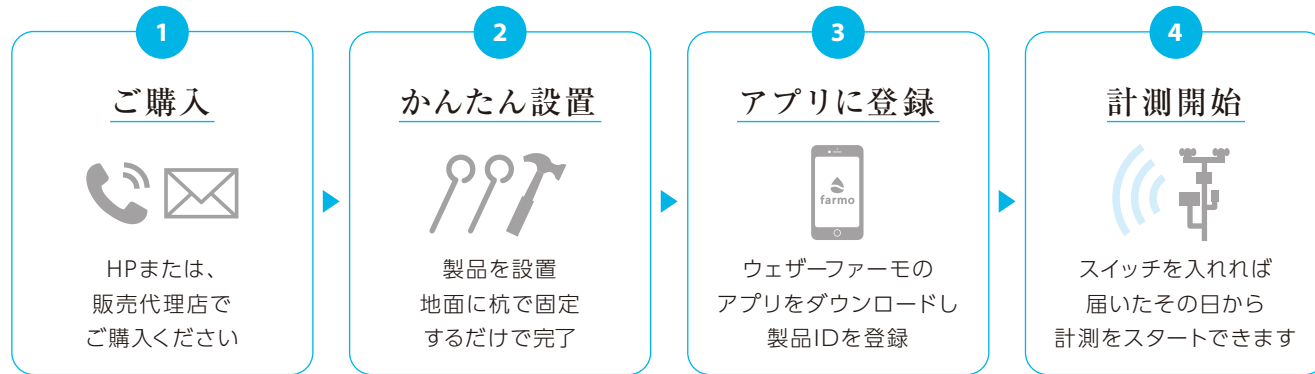 1
ご購入
HPまたは、
販売代理店で
ご購入ください
2
かんたん設置
製品を設置
地面に杭で固定
するだけで完了
3
アプリに登録
farmo
ウェザーファーモの
アプリをダウンロードし
製品IDを登録
4
計測開始
スイッチを入れれば
届いたその日から
計測をスタートできます